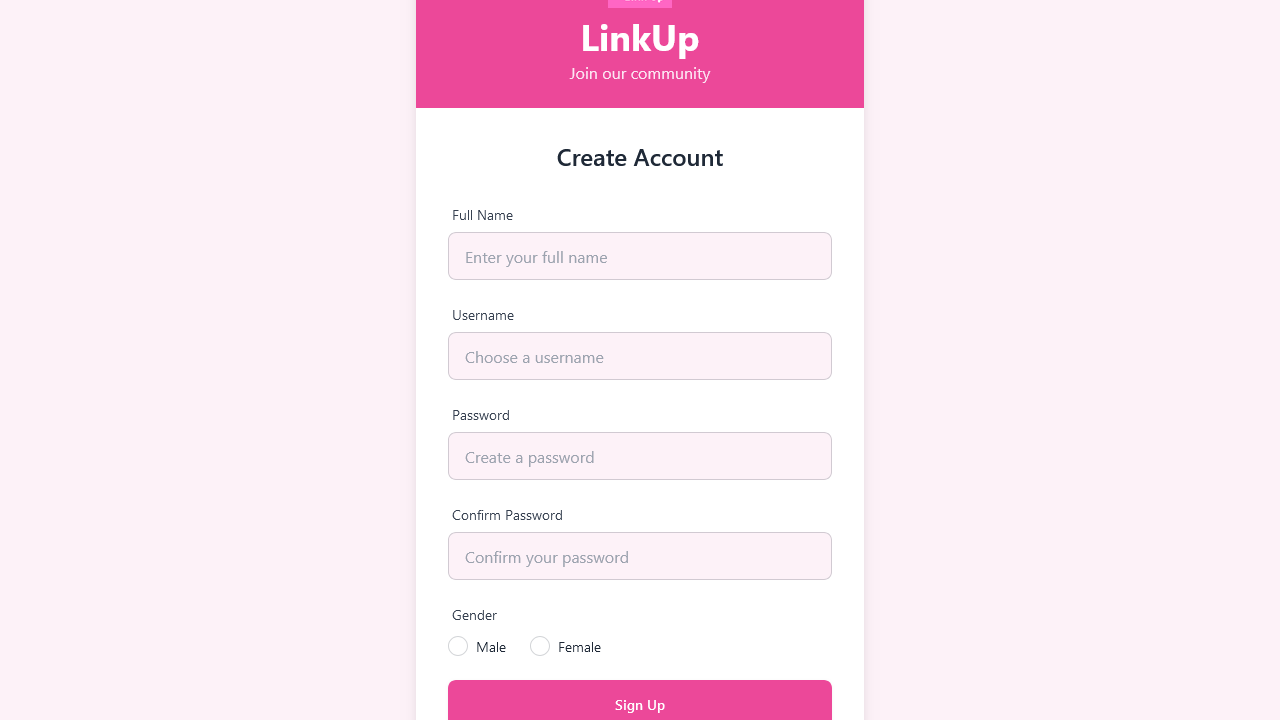 LinkUp
Join our community
Create Account
Full Name
Enter your full name
Username
Choose a username
Password
Create a password
Confirm Password
Confirm your password
Gender
Male
Female
Sign Up